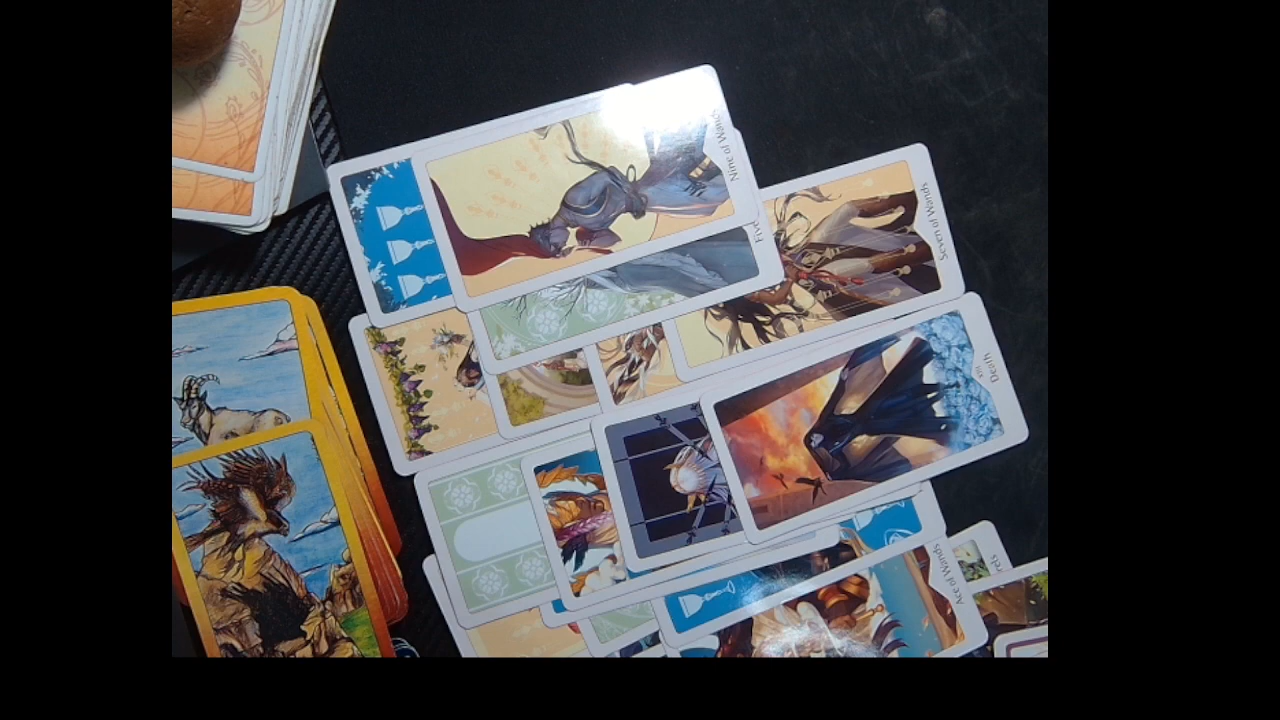 Nine of Wands
Five
Seven of Wands
XIII
Death
Ace of Wands